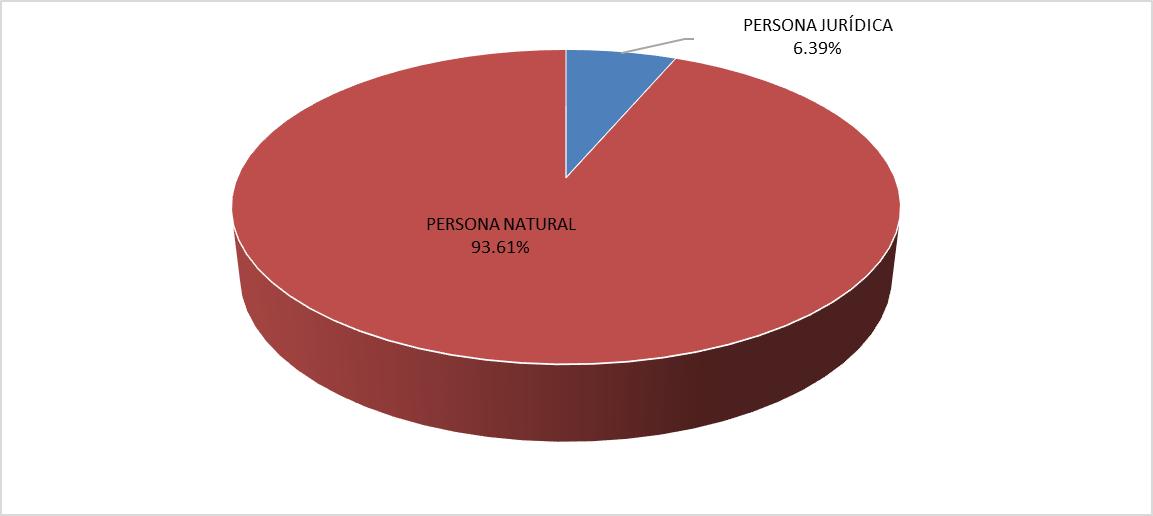 PERSONA JURÍDICA
6.39%
PERSONA NATURAL
93.61%